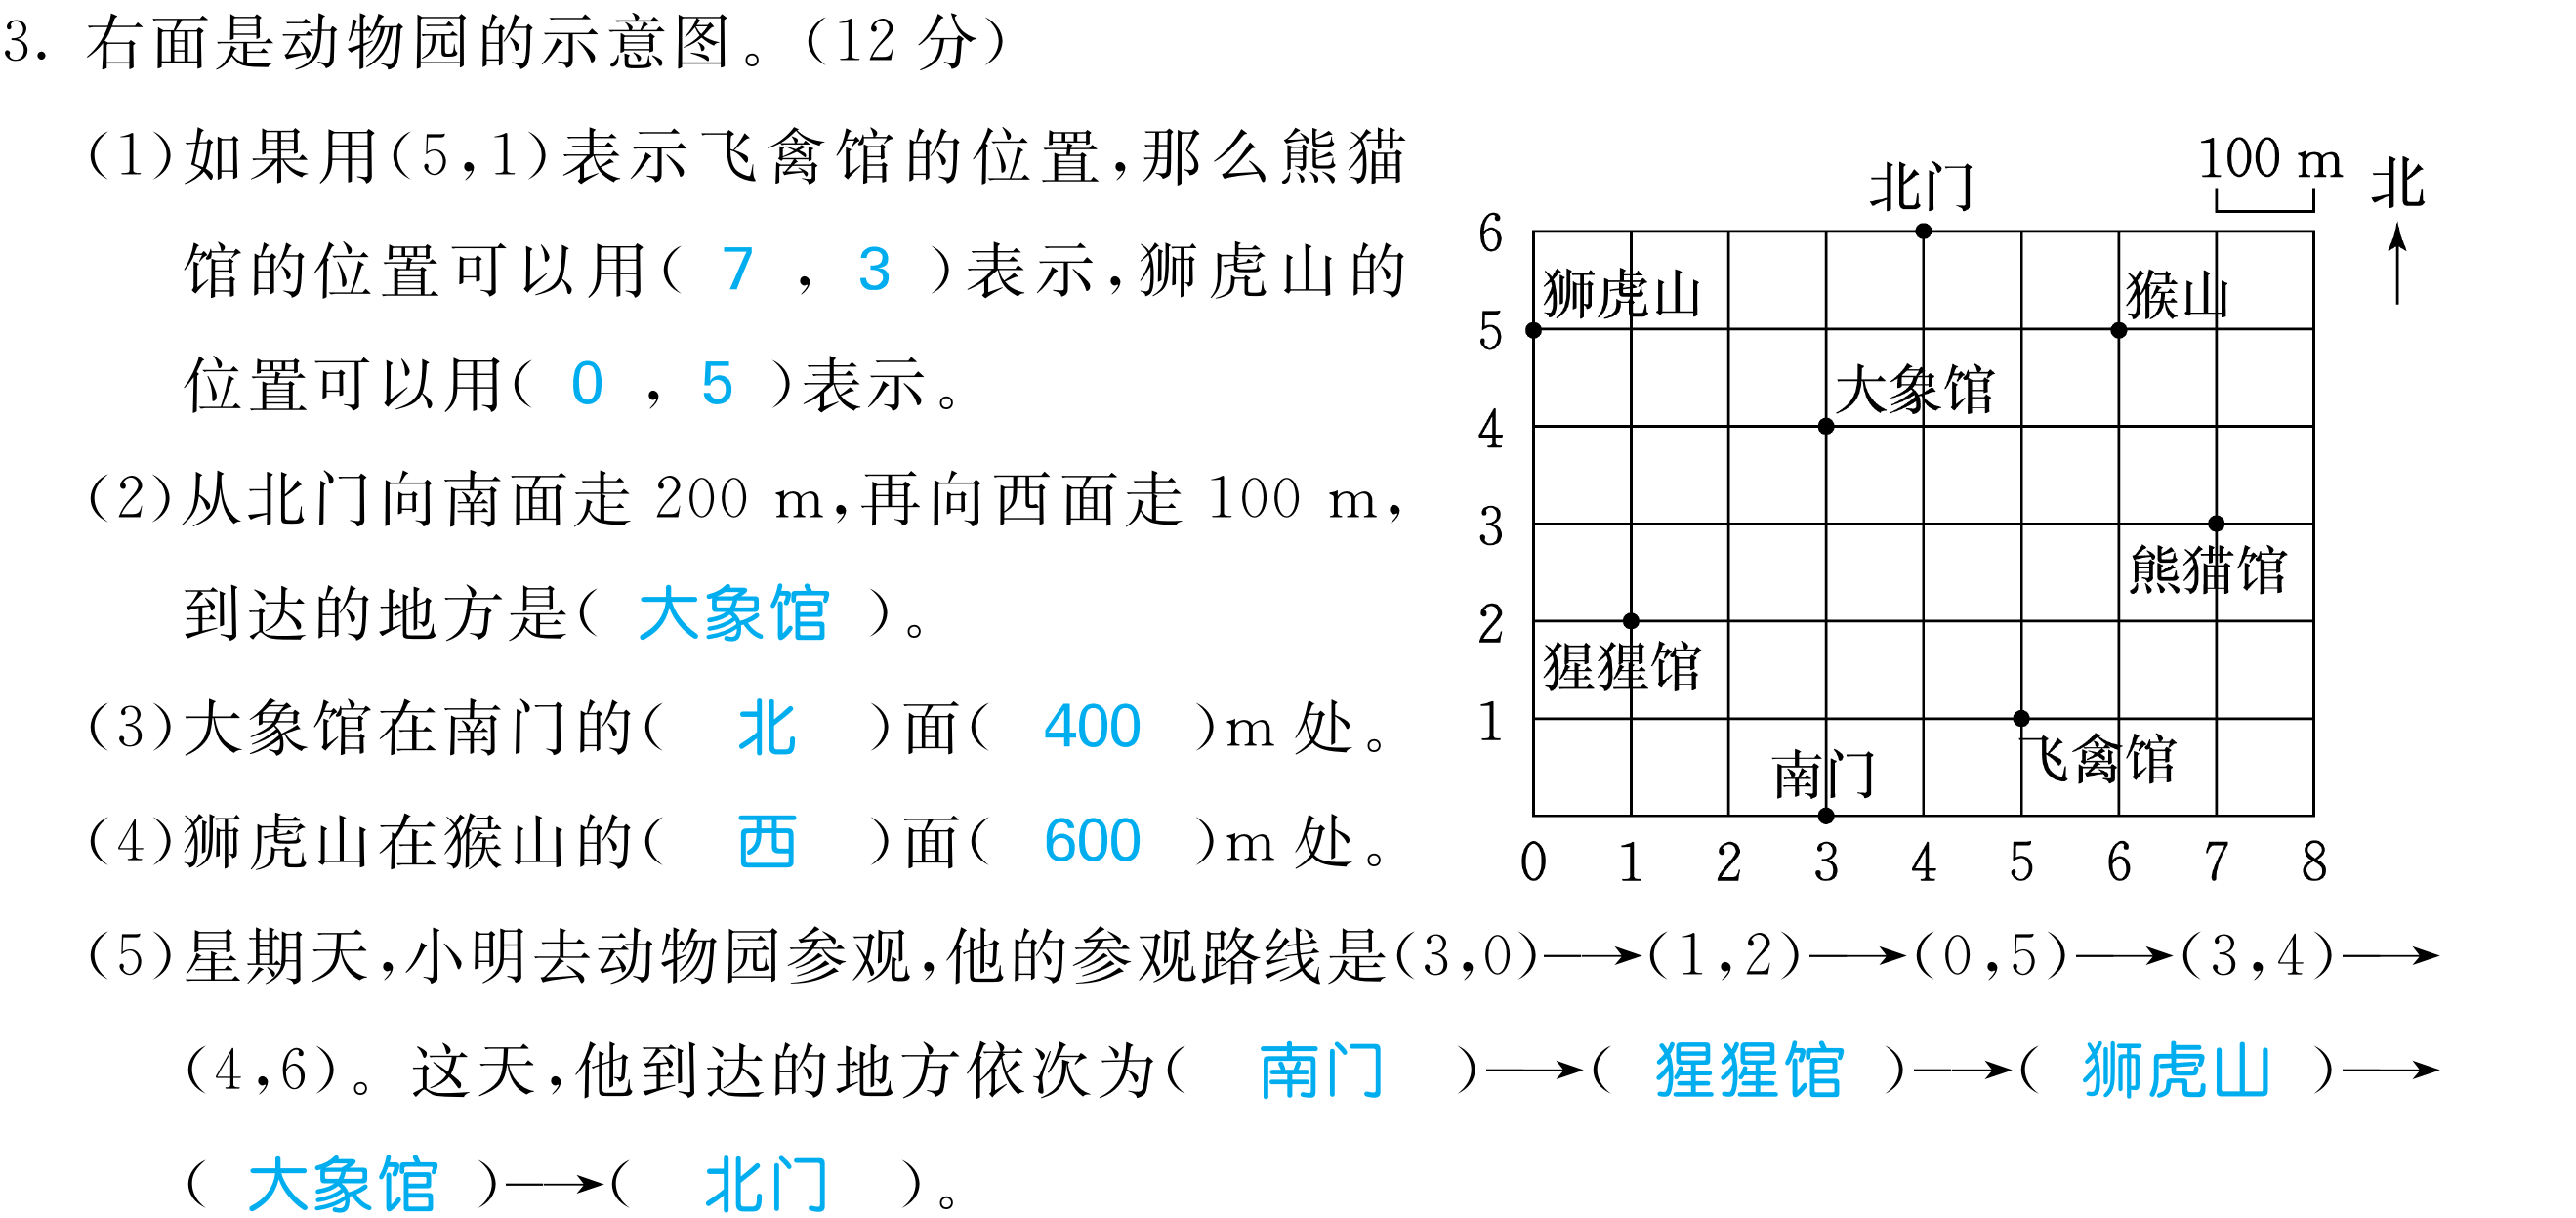 3. 右面是动物园的示意图。(12 分)
(1)如果用(5,1)表示飞禽馆的位置,那么熊猫
馆的位置可以用( 7 , 3 )表示,狮虎山的
位置可以用( 0 , 5 )表示。
(2)从北门向南面走 200 m,再向西面走 100 m,
到达的地方是( 大象馆 )。
(3)大象馆在南门的( 北 )面( 400 )m 处。
(4)狮虎山在猴山的( 西 )面( 600 )m 处。
100 m
北门
北
6
狮虎山
猴山
5
大象馆
4
3
熊猫馆
2
猩猩馆
1
飞禽馆
南门
0 1 2 3 4 5 6 7 8
(5)星期天,小明去动物园参观,他的参观路线是(3,0)→(1,2)→(0,5)→(3,4)→
(4,6)。这天,他到达的地方依次为( 南门 )→( 猩猩馆 )→( 狮虎山 )→
( 大象馆 )→( 北门 )。